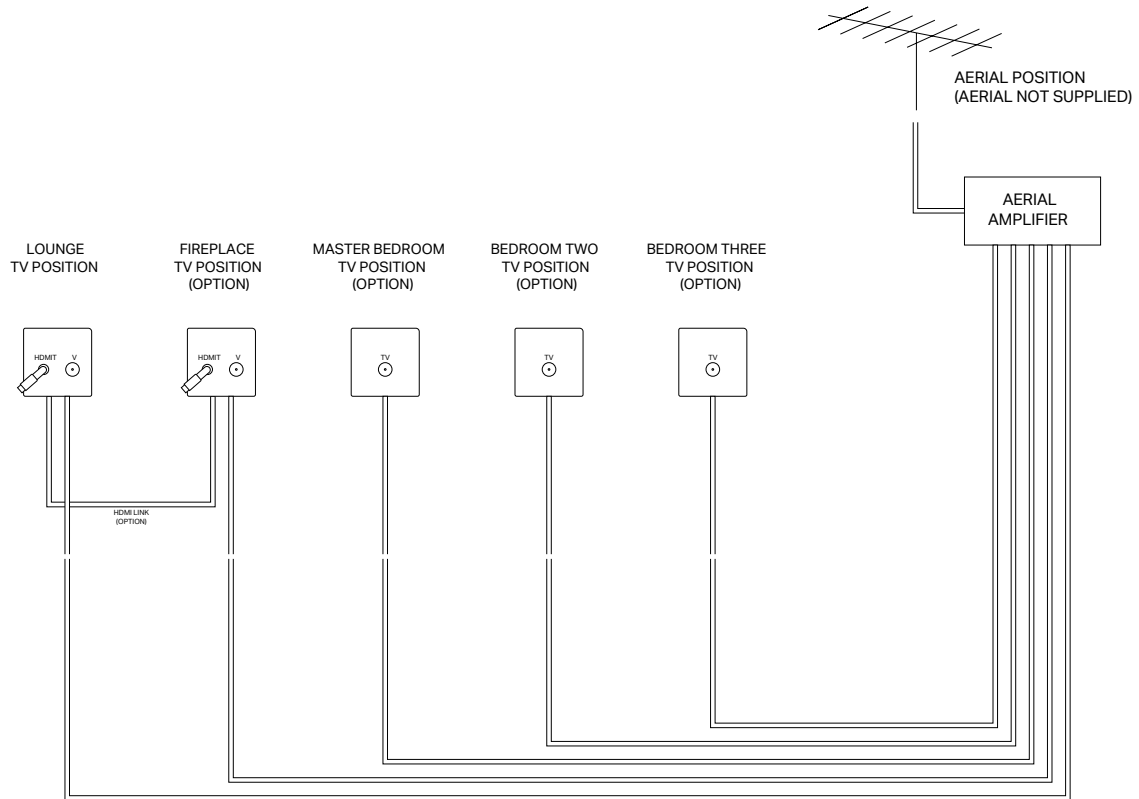 AERIAL POSITION
(AERIAL NOT SUPPLIED)
AERIAL
AMPLIFIER
LOUNGE
TV POSITION
FIREPLACE
TV POSITION
(OPTION)
MASTER BEDROOM
TV POSITION
(OPTION)
BEDROOM TWO
TV POSITION
(OPTION)
BEDROOM THREE
TV POSITION
(OPTION)
HDMIT V
HDMIT V
TV
TV
TV
HDMI LINK
(OPTION)